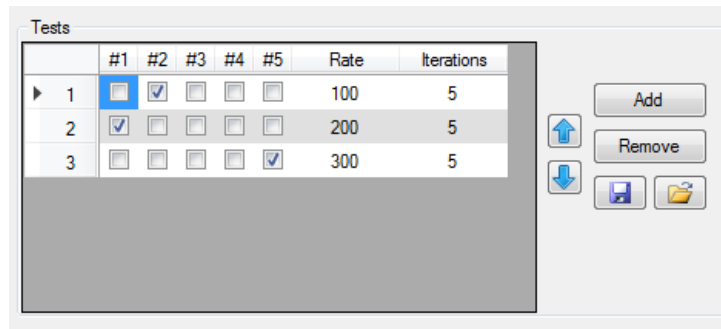 Tests
#1 #2 #3 #4 #5 Rate Iterations
1 100 5
2 200 5
3 300 5
Add
Remove